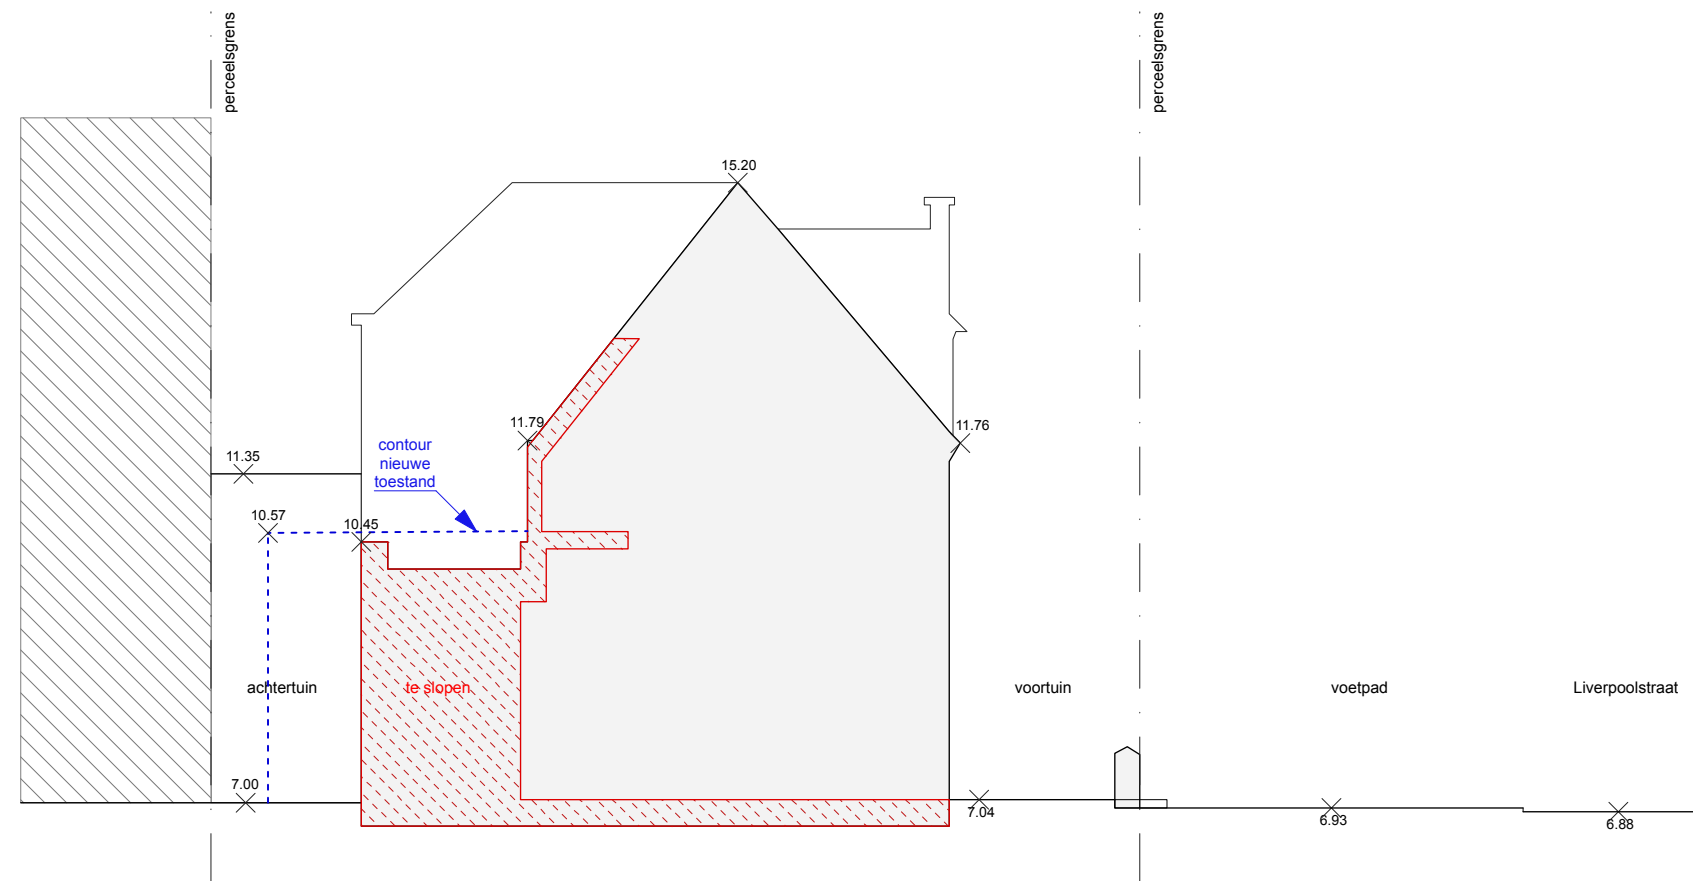 perceelsgrens
perceelsgrens
15.20
11.79
11.76
contour
nieuwe
toestand
11.35
10.57
10.45
achtertuin
te slopen
voortuin
voetpad
Liverpoolstraat
7.00
7.04
6.93
6.88